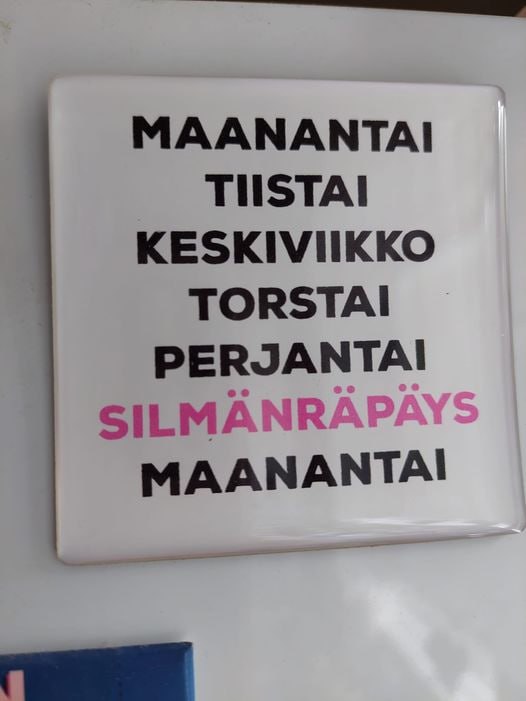 MAANANTAI
TIISTAI
KESKIVIIKKO
TORSTAI
PERJANTAI
SILMÄNRÄPÄYS
MAANANTAI